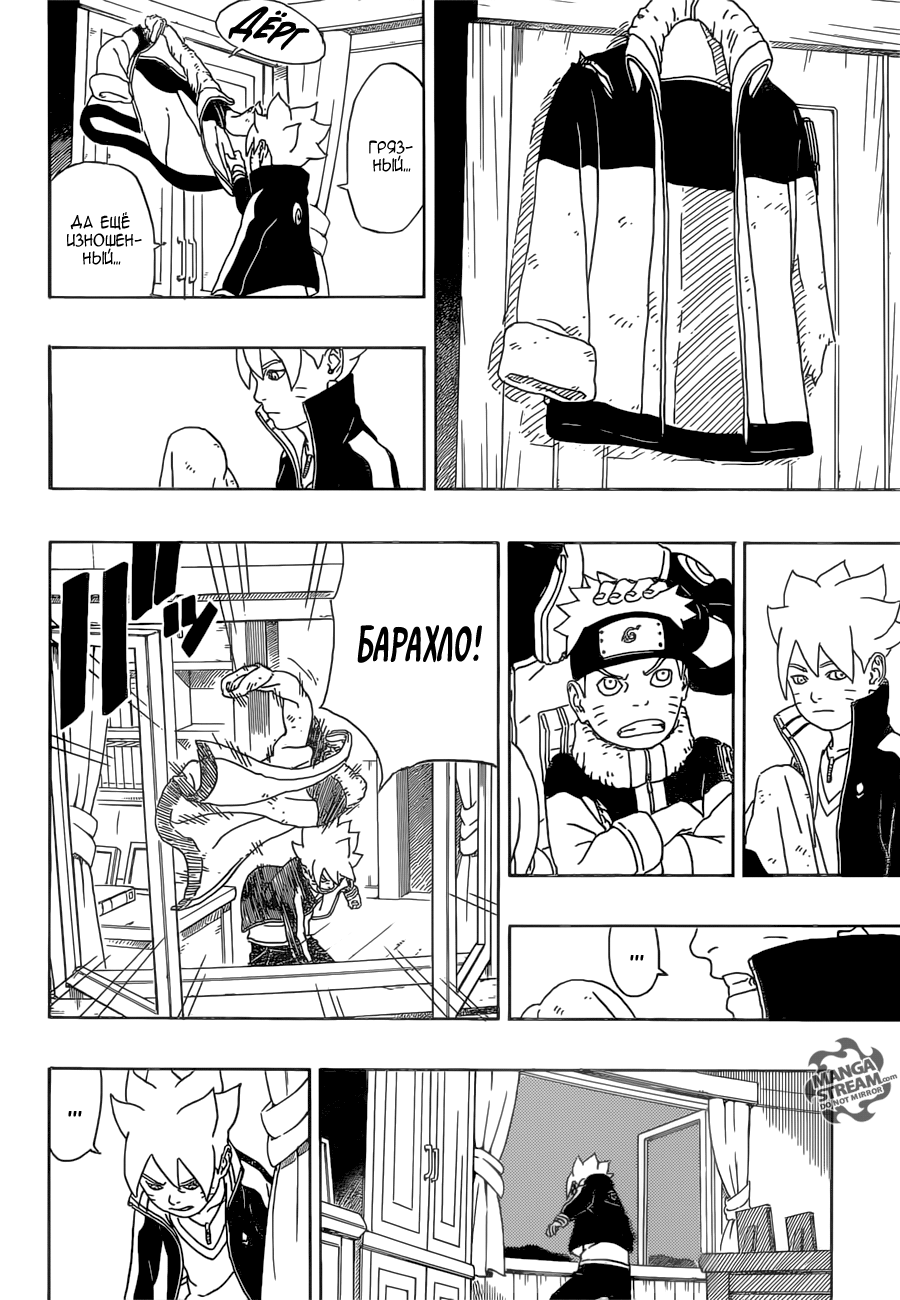 ДЁРГ
ГРЯЗ-
НЫЙ...
ДА ЕЩЁ
ИЗНОШЕН-
НЫЙ...
БАРАХЛО!
...
...
MANGA
STREAM.com
DO NOT MIRROR!